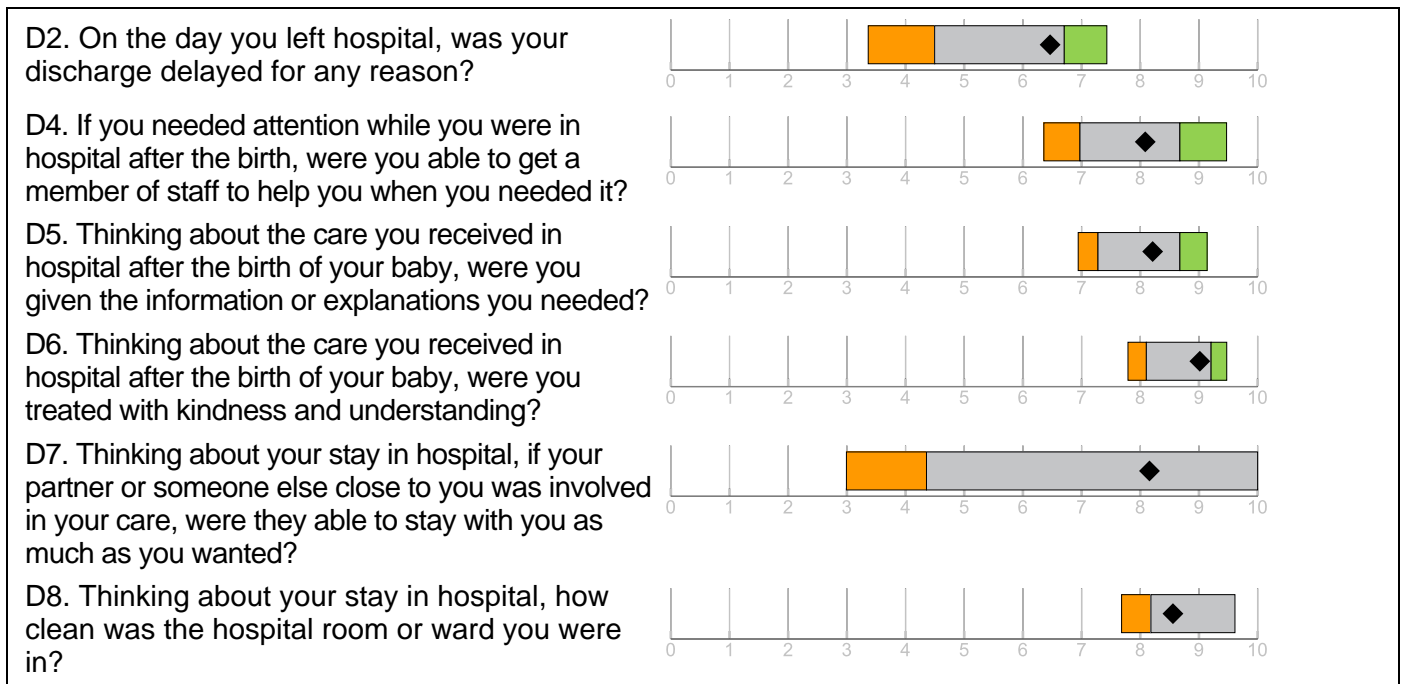 D2. On the day you left hospital, was your
discharge delayed for any reason?
0 1 2 3 4 5 6 7 8 9 10
D4. If you needed attention while you were in
hospital after the birth, were you able to get a
member of staff to help you when you needed it?
0 1 2 3 4 5 6 7 8 9 10
D5. Thinking about the care you received in
hospital after the birth of your baby, were you
given the information or explanations you needed?
0 1 2 3 4 5 6 7 8 9 10
D6. Thinking about the care you received in
hospital after the birth of your baby, were you
treated with kindness and understanding?
0 1 2 3 4 5 6 7 8 9 10
D7. Thinking about your stay in hospital, if your
partner or someone else close to you was involved
in your care, were they able to stay with you as
much as you wanted?
0 1 2 3 4 5 6 7 8 9 10
D8. Thinking about your stay in hospital, how
clean was the hospital room or ward you were
in?
0 1 2 3 4 5 6 7 8 9 10